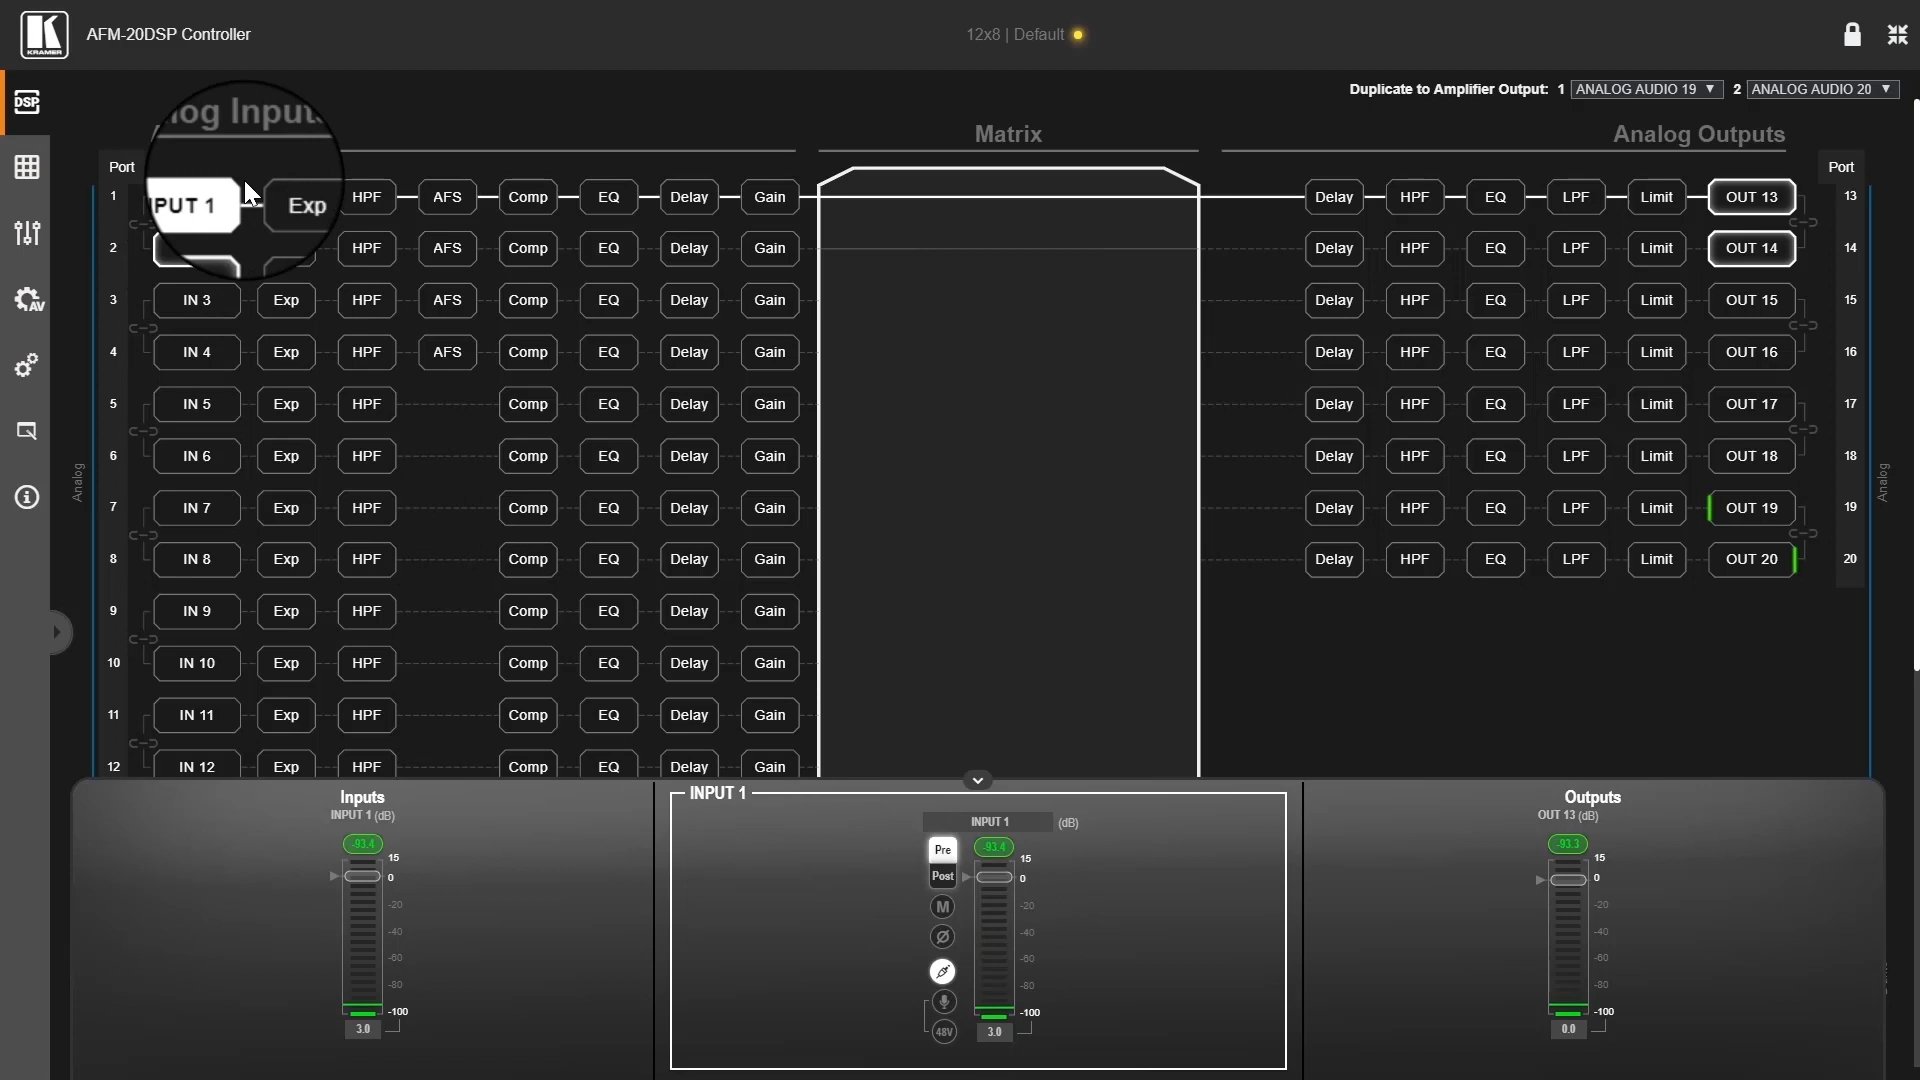 KRAMER
AFM-20DSP Controller
12x8 | Default
DSP
AV
Duplicate to Amplifier Output: 1 ANALOG AUDIO 19 ▼ 2 ANALOG AUDIO 20 ▼
log Input
Matrix
Analog Outputs
Port
Port
1 PUT 1 Exp HPF AFS Comp EQ Delay Gain Delay HPF EQ LPF Limit OUT 13 13
2 HPF AFS Comp EQ Delay Gain Delay HPF EQ LPF Limit OUT 14 14
3 IN 3 Exp HPF AFS Comp EQ Delay Gain Delay HPF EQ LPF Limit OUT 15 15
4 IN 4 Exp HPF AFS Comp EQ Delay Gain Delay HPF EQ LPF Limit OUT 16 16
5 IN 5 Exp HPF Comp EQ Delay Gain Delay HPF EQ LPF Limit OUT 17 17
6 IN 6 Exp HPF Comp EQ Delay Gain Delay HPF EQ LPF Limit OUT 18 18
Analog
Analog
7 IN 7 Exp HPF Comp EQ Delay Gain Delay HPF EQ LPF Limit OUT 19 19
8 IN 8 Exp HPF Comp EQ Delay Gain Delay HPF EQ LPF Limit OUT 20 20
9 IN 9 Exp HPF Comp EQ Delay Gain
10 IN 10 Exp HPF Comp EQ Delay Gain
11 IN 11 Exp HPF Comp EQ Delay Gain
12 IN 12 Exp HPF Comp EQ Delay Gain
Inputs
INPUT 1 (dB)
-93.4
15
0
-20
-40
-60
-80
-100
3.0
INPUT 1
INPUT 1 (dB)
Pre
Post
M
Ø
48V
-93.4
15
0
-20
-40
-60
-80
-100
3.0
Outputs
OUT 13 (dB)
-93.3
15
0
-20
-40
-60
-80
-100
0.0